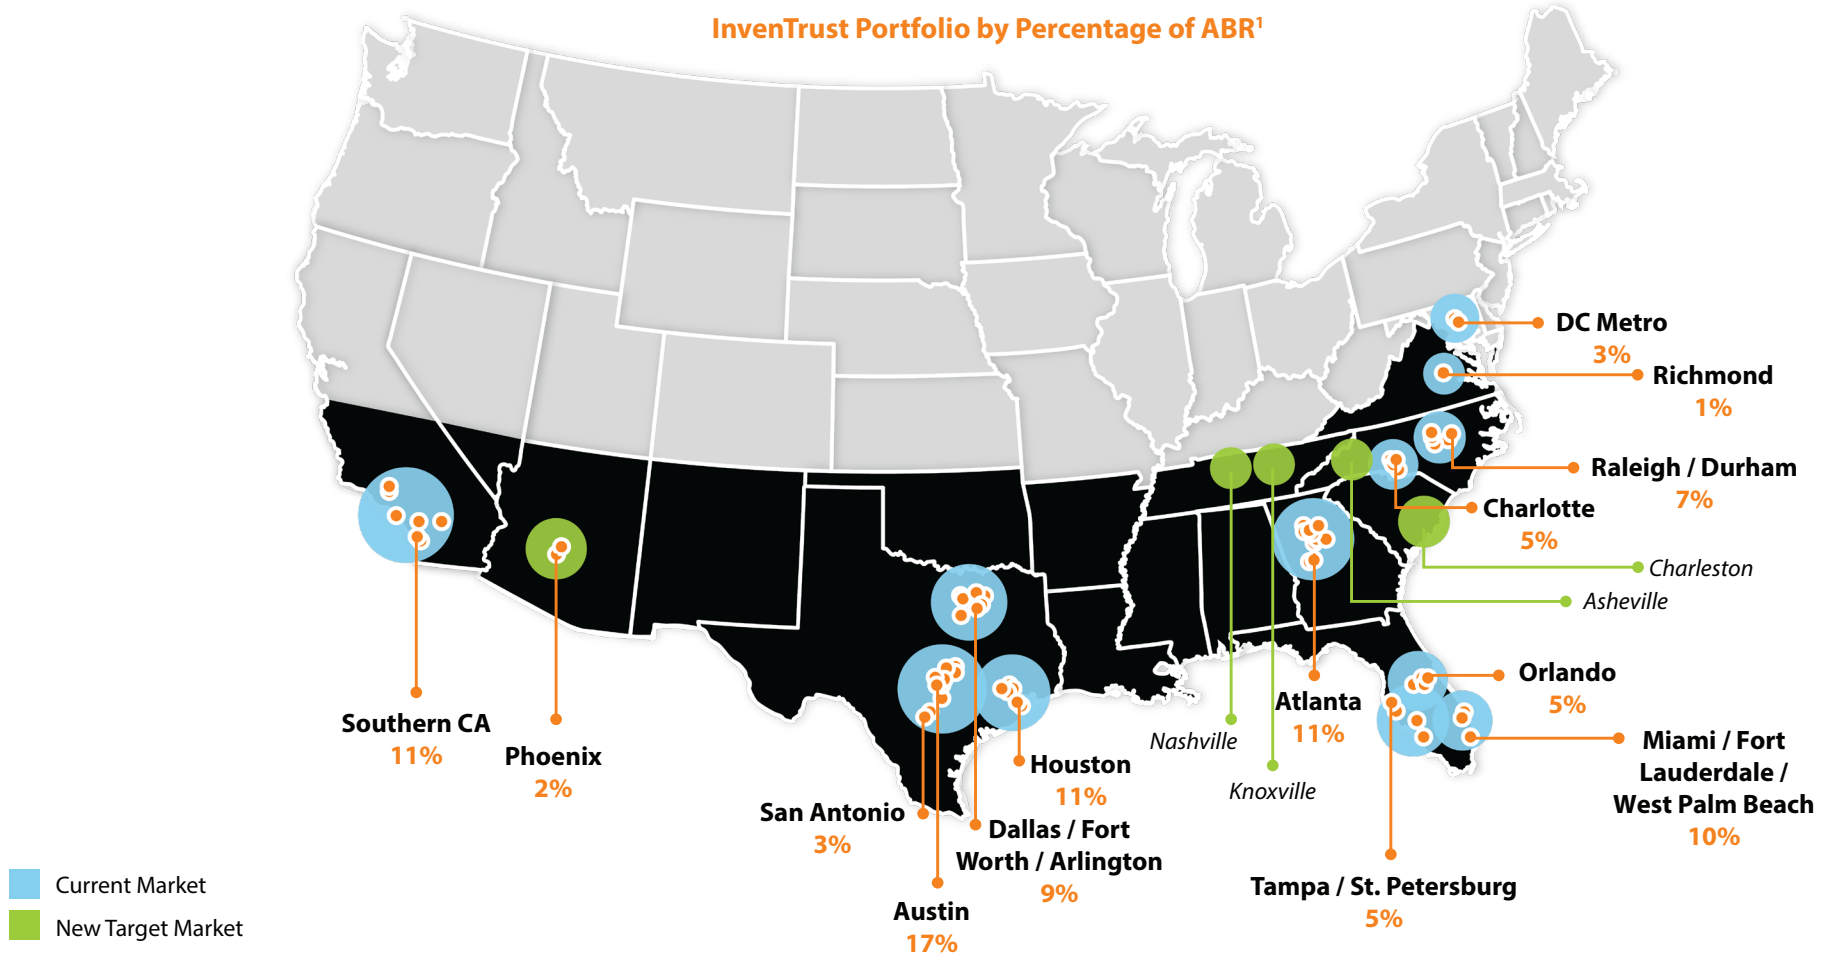 InvenTrust Portfolio by Percentage of ABR¹
DC Metro
3%
Richmond
1%
Raleigh / Durham
7%
Charlotte
5%
Charleston
Asheville
Orlando
5%
Atlanta
11%
Southern CA
11%
Phoenix
2%
Nashville
Knoxville
Houston
11%
Miami / Fort
Lauderdale /
West Palm Beach
10%
San Antonio
3%
Dallas / Fort
Worth / Arlington
9%
Tampa / St. Petersburg
5%
Austin
17%
Current Market
New Target Market